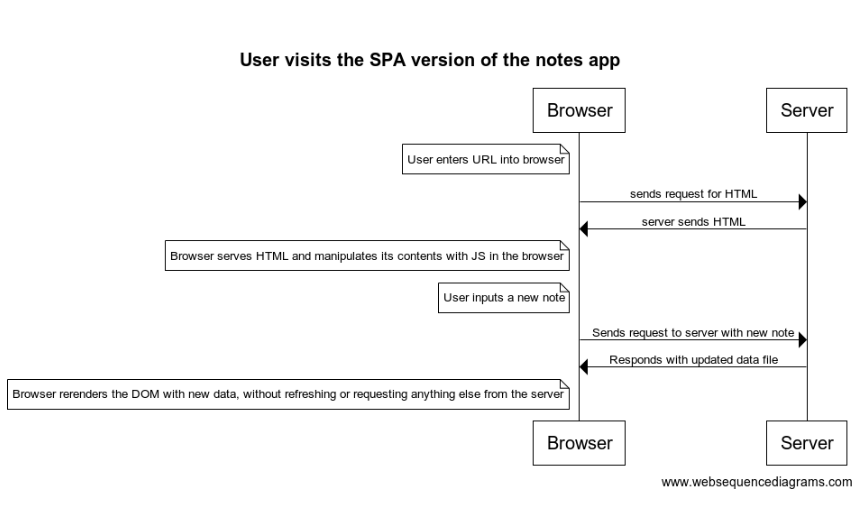 User visits the SPA version of the notes app
Browser
Server
User enters URL into browser
sends request for HTML
server sends HTML
Browser serves HTML and manipulates its contents with JS in the browser
User inputs a new note
Sends request to server with new note
Responds with updated data file
Browser rerenders the DOM with new data, without refreshing or requesting anything else from the server
Browser
Server
www.websequencediagrams.com